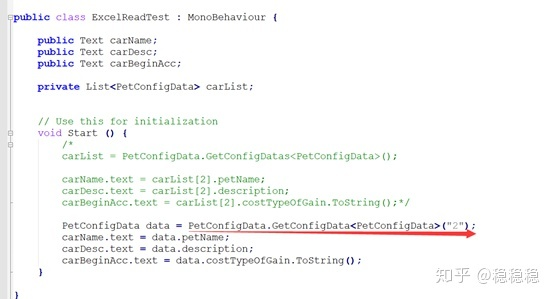 public class ExcelReadTest : MonoBehaviour {
public Text carName;
public Text carDesc;
public Text carBeginAcc;
private List<PetConfigData> carList;
// Use this for initialization
void Start () {
/*
carList = PetConfigData.GetConfigDatas<PetConfigData>();
carName.text = carList[2].petName;
carDesc.text = carList[2].description;
carBeginAcc.text = carList[2].costTypeOfGain.ToString();*/
PetConfigData data = PetConfigData.GetConfigData<PetConfigData>("2");
carName.text = data.petName;
carDesc.text = data.description;
carBeginAcc.text = data.costTypeOfGain.ToString();
}
}
知乎 @稳稳稳